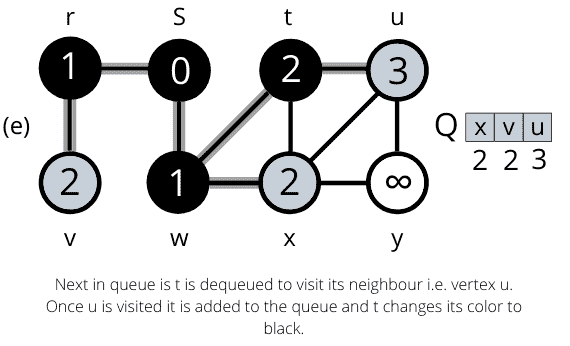 r S t u
1 0 2 3
(e) Q x v u
2 2 3
2 1 2 ∞
v w x y
Next in queue is t is dequeued to visit its neighbour i.e. vertex u.
Once u is visited it is added to the queue and t changes its color to
black.